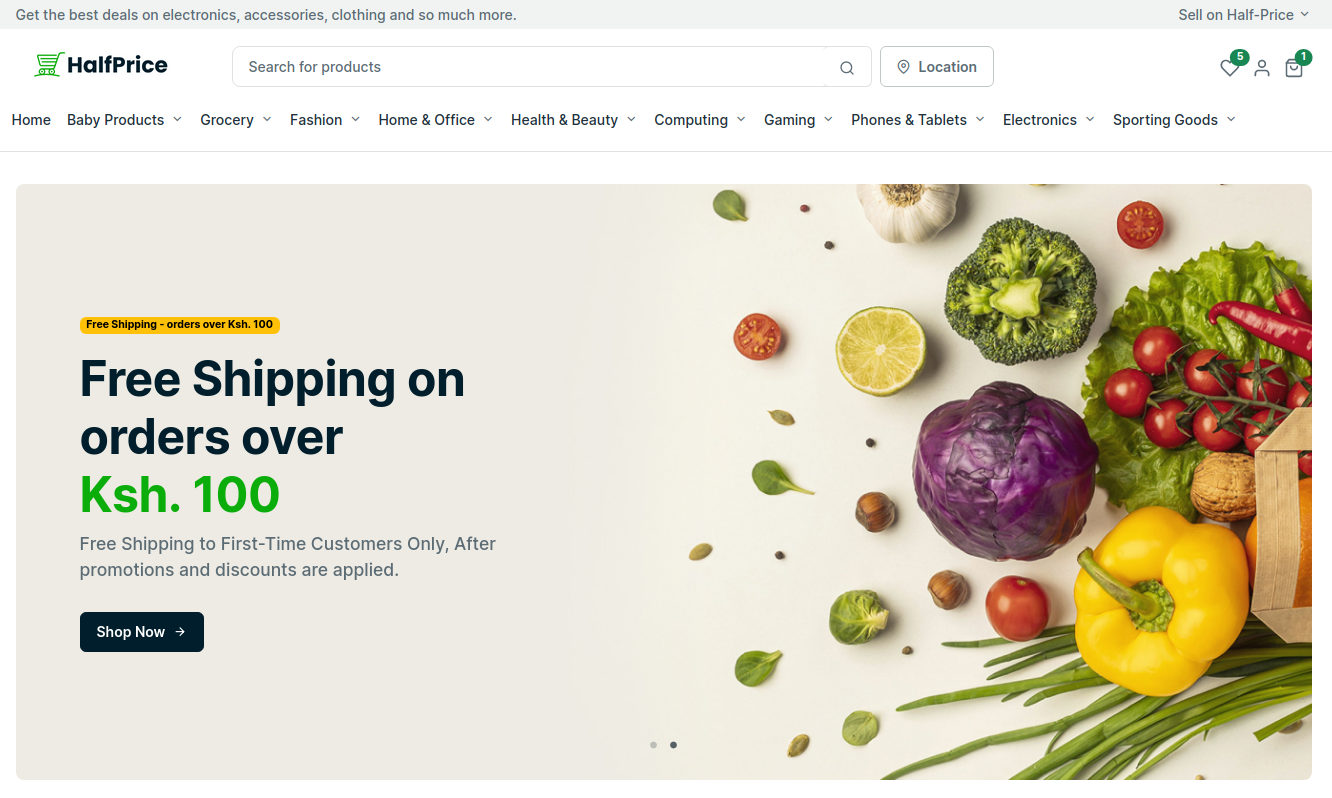 Get the best deals on electronics, accessories, clothing and so much more.
Sell on Half-Price
HalfPrice
Search for products
Location
5
1
Home Baby Products Grocery Fashion Home & Office Health & Beauty Computing Gaming Phones & Tablets Electronics Sporting Goods
Free Shipping - orders over Ksh. 100
Free Shipping on
orders over
Ksh. 100
Free Shipping to First-Time Customers Only, After
promotions and discounts are applied.
Shop Now